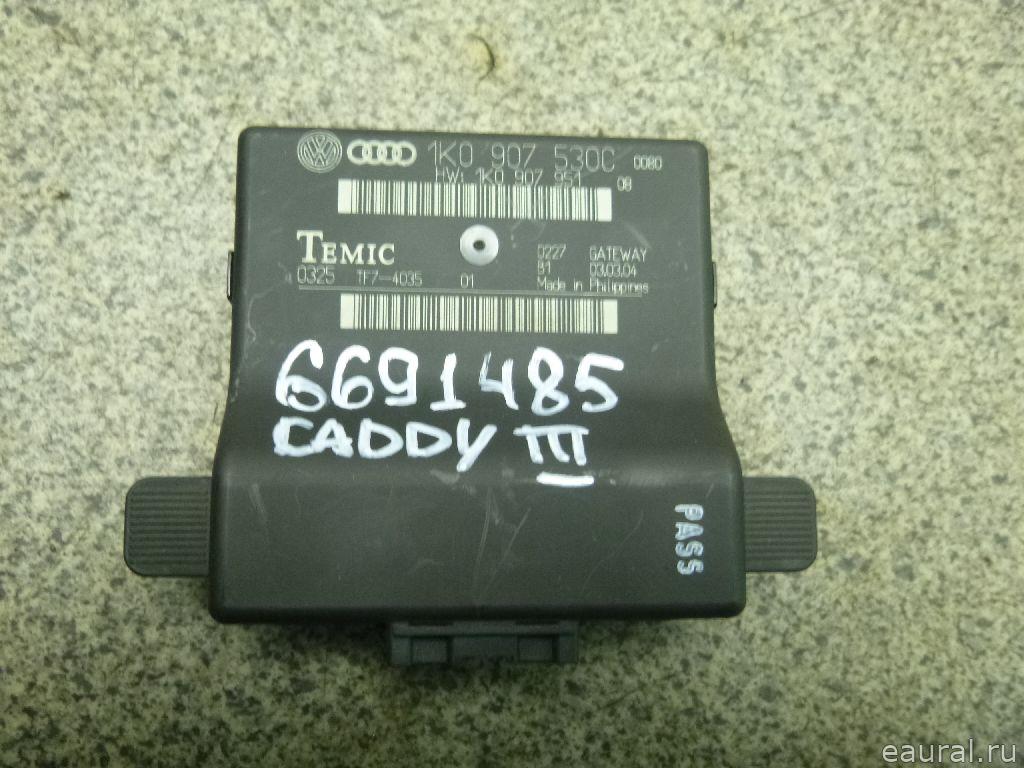 1K0 907 530C 0080
HW: 1K0 907 951 08
TEMIC
0227 GATEWAY
B1 03.03.04
0325 TF7-4035 01 Made in Philippines
6691485
CADDY III
PASS
eaural.ru